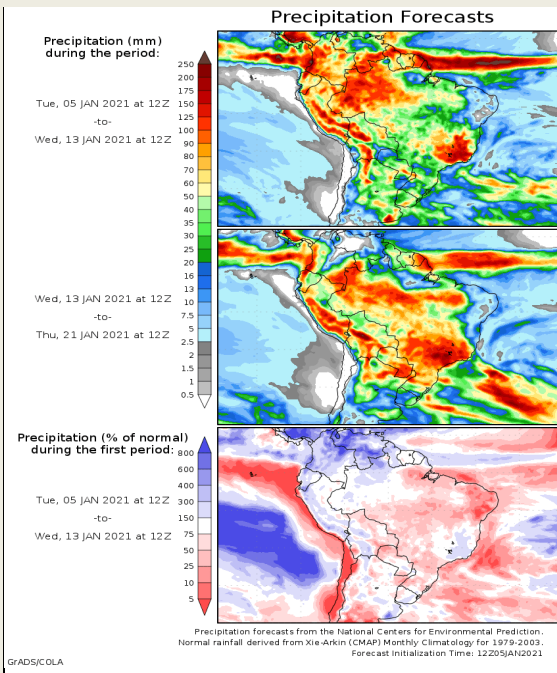 Precipitation Forecasts
Precipitation (mm)
during the period:
Tue, 05 JAN 2021 at 12Z
-to-
Wed, 13 JAN 2021 at 12Z
250
200
175
150
125
100
90
80
70
60
50
40
35
30
25
20
16
13
10
7.5
5
2.5
2
1.5
1
0.5
Wed, 13 JAN 2021 at 12Z
-to-
Thu, 21 JAN 2021 at 12Z
Precipitation (% of normal)
during the first period:
Tue, 05 JAN 2021 at 12Z
-to-
Wed, 13 JAN 2021 at 12Z
800
600
400
300
150
75
50
25
10
5
Precipitation forecasts from the National Centers for Environmental Prediction.
Normal rainfall derived from Xie-Arkin (CMAP) Monthly Climatology for 1979-2003.
Forecast Initialization Time: 12Z05JAN2021
GrADS/COLA